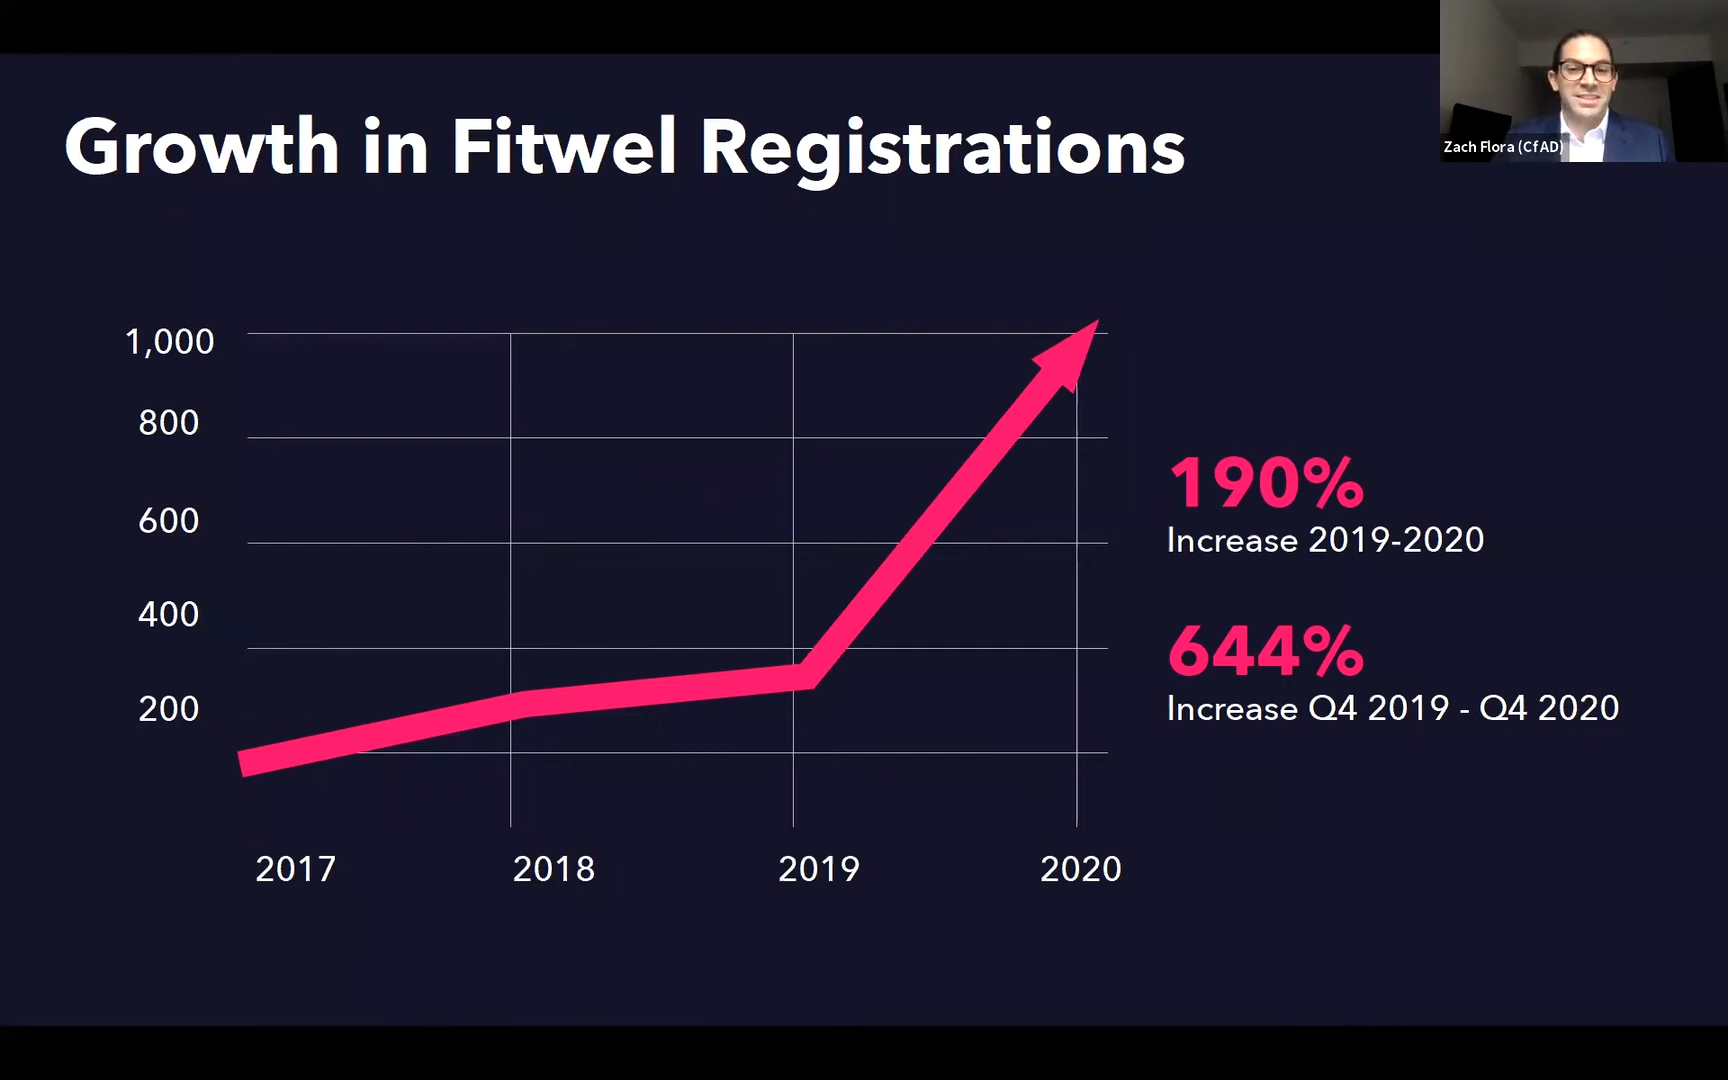 Growth in Fitwel Registrations
Zach Flora (CfAD)
1,000
800
600
400
200
190%
Increase 2019-2020
644%
Increase Q4 2019 - Q4 2020
2017
2018
2019
2020